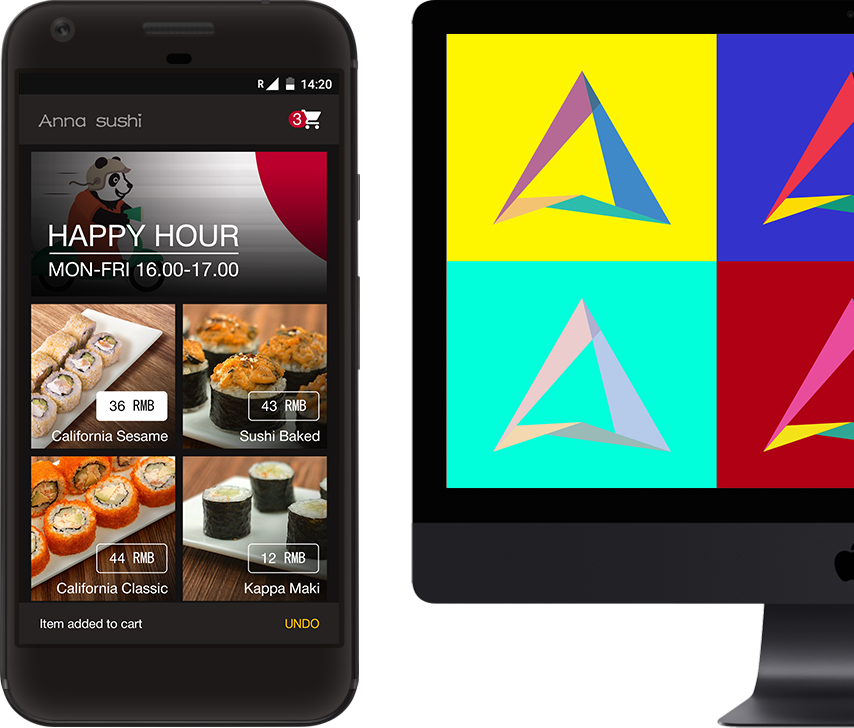 R 14:20
Anna sushi
3
HAPPY HOUR
MON-FRI 16.00-17.00
36 RMB
California Sesame
43 RMB
Sushi Baked
44 RMB
California Classic
12 RMB
Kappa Maki
Item added to cart
UNDO